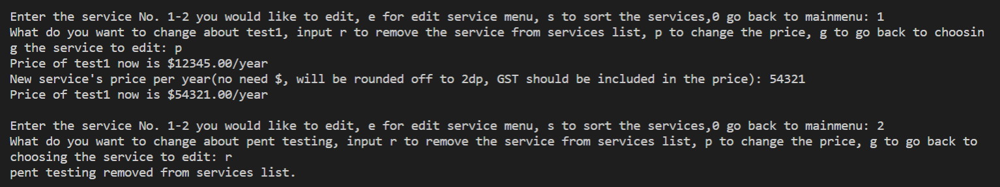 Enter the service No. 1-2 you would like to edit, e for edit service menu, s to sort the services,0 go back to mainmenu: 1
What do you want to change about test1, input r to remove the service from services list, p to change the price, g to go back to choosin
g the service to edit: p
Price of test1 now is $12345.00/year
New service's price per year(no need $, will be rounded off to 2dp, GST should be included in the price): 54321
Price of test1 now is $54321.00/year
Enter the service No. 1-2 you would like to edit, e for edit service menu, s to sort the services,0 go back to mainmenu: 2
What do you want to change about pent testing, input r to remove the service from services list, p to change the price, g to go back to
choosing the service to edit: r
pent testing removed from services list.